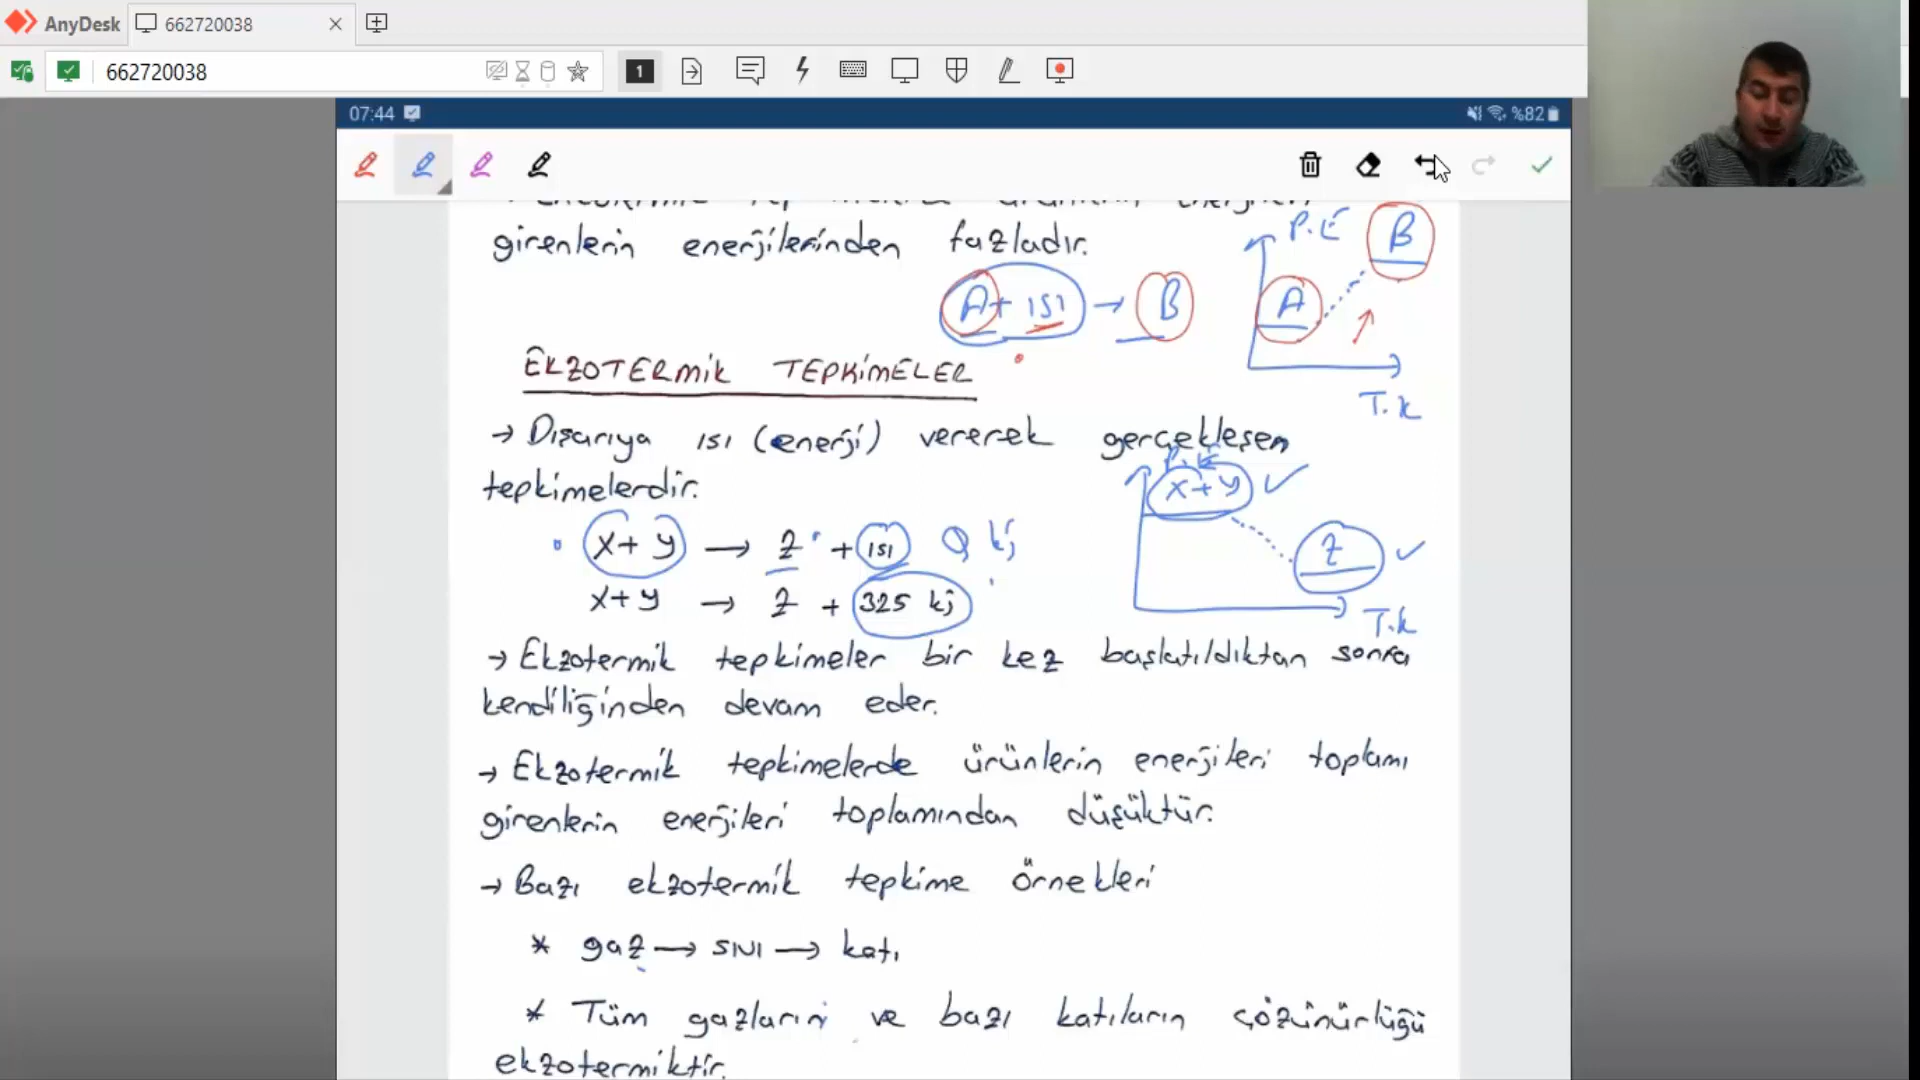 AnyDesk
662720038
662720038
1
07:44
%82
girenlerin enerjilerinden fazladır.
P.E
B
A
T.k
A + ısı → B
EKZOTERMİK TEPKİMELER
→ Dışarıya ısı (enerji) vererek gerçekleşen
tepkimelerdir.
P.E
x+y ✓
z ✓
T.k
x+y → z + ısı Q kj
x+y → z + 325 kj
→ Ekzotermik tepkimeler bir kez başlatıldıktan sonra
kendiliğinden devam eder.
→ Ekzotermik tepkimelerde ürünlerin enerjileri toplamı
girenlerin enerjileri toplamından düşüktür.
→ Bazı ekzotermik tepkime örnekleri
* gaz → sıvı → katı
* Tüm gazların ve bazı katıların çözünürlüğü
ekzotermiktir.